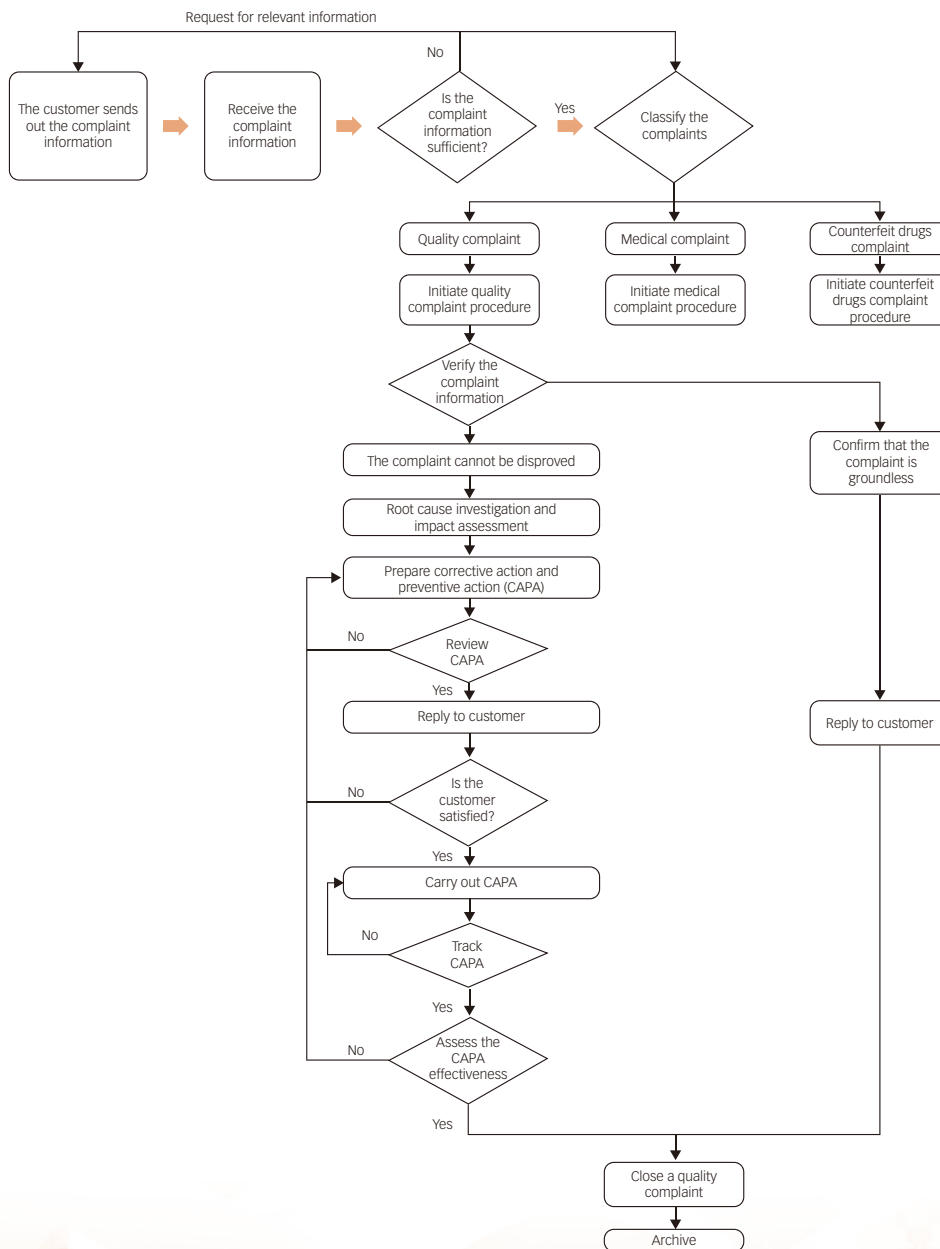 Request for relevant information
No
The customer sends
out the complaint
information
Receive the
complaint
information
Is the
complaint
information
sufficient?
Yes
Classify the
complaints
Quality complaint
Medical complaint
Counterfeit drugs
complaint
Initiate quality
complaint procedure
Initiate medical
complaint procedure
Initiate counterfeit
drugs complaint
procedure
Verify the
complaint
information
The complaint cannot be disproved
Confirm that the
complaint is
groundless
Root cause investigation and
impact assessment
Prepare corrective action and
preventive action (CAPA)
No
Review
CAPA
Yes
Reply to customer
Reply to customer
No
Is the
customer
satisfied?
Yes
Carry out CAPA
No
Track
CAPA
Yes
No
Assess the
CAPA
effectiveness
Yes
Close a quality
complaint
Archive